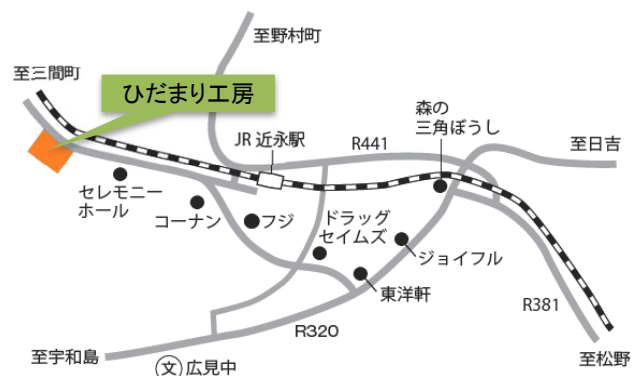 至野村町
至三間町
ひだまり工房
森の
三角ぼうし
JR 近永駅
R441
至日吉
セレモニー
ホール
コーナン
フジ
ドラッグ
セイムズ
ジョイフル
東洋軒
R381
R320
至宇和島
文 広見中
至松野